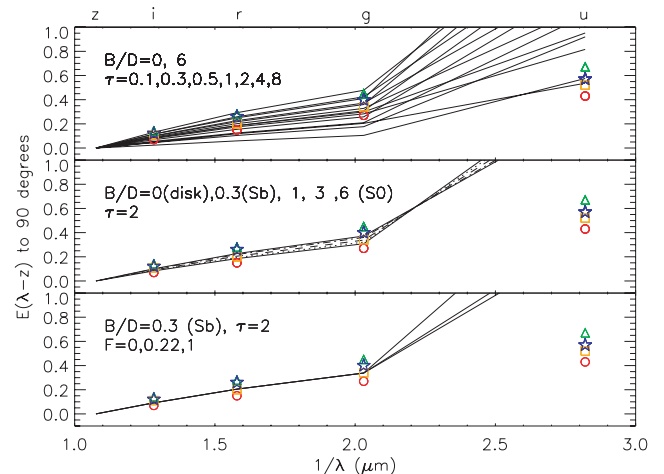 z i r g u
1.0
0.8
0.6
0.4
0.2
0.0
B/D=0, 6
τ=0.1,0.3,0.5,1,2,4,8
1.0
0.8
0.6
0.4
0.2
0.0
B/D=0(disk),0.3(Sb), 1, 3 ,6 (S0)
τ=2
1.0
0.8
0.6
0.4
0.2
0.0
B/D=0.3 (Sb), τ=2
F=0,0.22,1
E(λ−z) to 90 degrees
1.0 1.5 2.0 2.5 3.0
1/λ (μm)